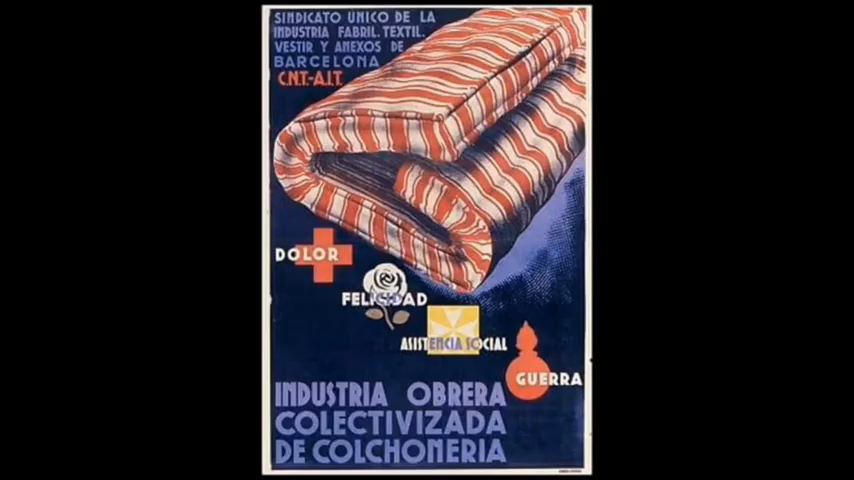 SINDICATO ÚNICO DE LA
INDUSTRIA FABRIL. TEXTIL.
VESTIR Y ANEXOS DE
BARCELONA
C.N.T.-A.I.T.
DOLOR
FELICIDAD
ASISTENCIA SOCIAL
GUERRA
INDUSTRIA OBRERA
COLECTIVIZADA
DE COLCHONERIA